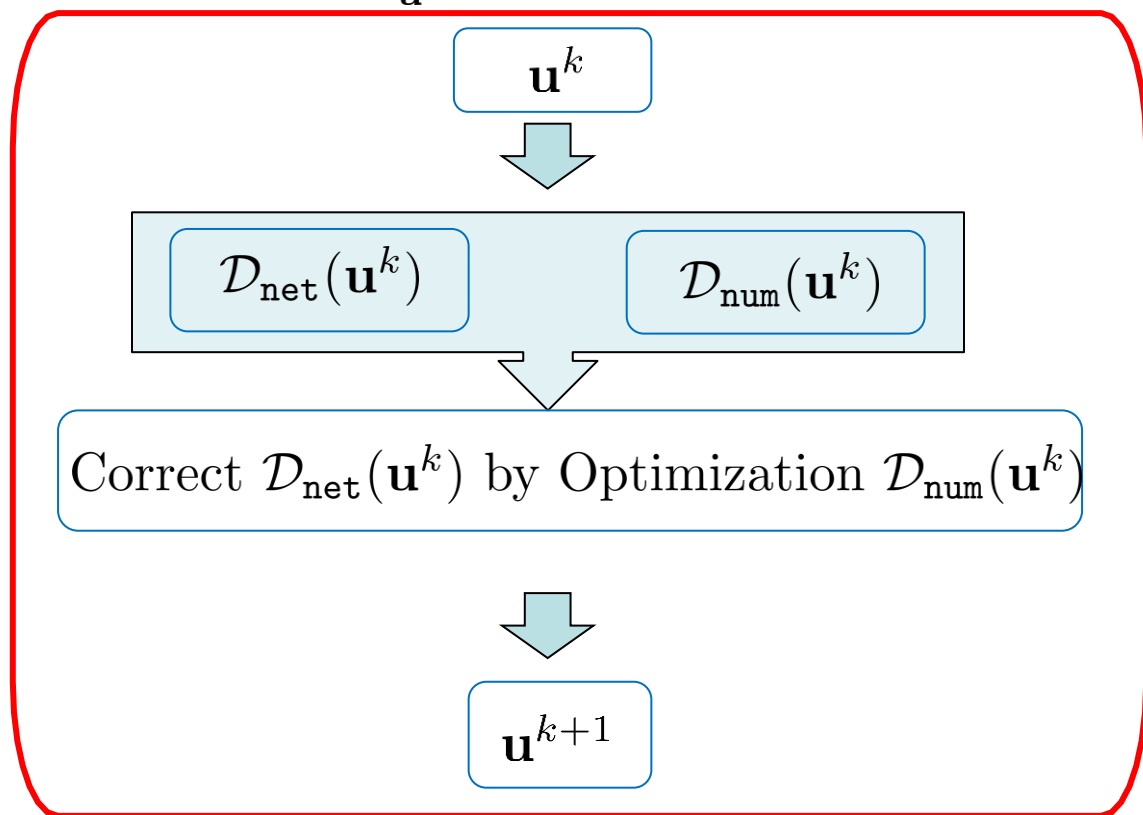 𝐮^k
𝒟_net(𝐮^k) 𝒟_num(𝐮^k)
Correct 𝒟_net(𝐮^k) by Optimization 𝒟_num(𝐮^k)
𝐮^{k+1}